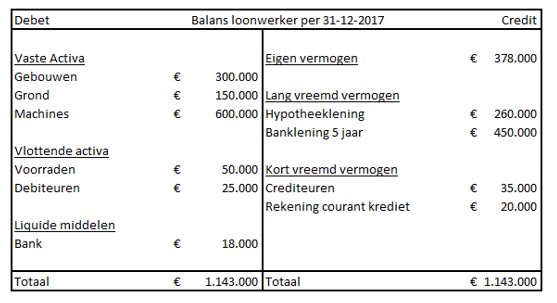 Debet Balans loonwerker per 31-12-2017 Credit
Vaste Activa Eigen vermogen € 378.000
Gebouwen € 300.000
Grond € 150.000 Lang vreemd vermogen
Machines € 600.000 Hypotheeklening € 260.000
Banklening 5 jaar € 450.000
Vlottende activa
Voorraden € 50.000 Kort vreemd vermogen
Debiteuren € 25.000 Crediteuren € 35.000
Rekening courant krediet € 20.000
Liquide middelen
Bank € 18.000
Totaal € 1.143.000 Totaal € 1.143.000